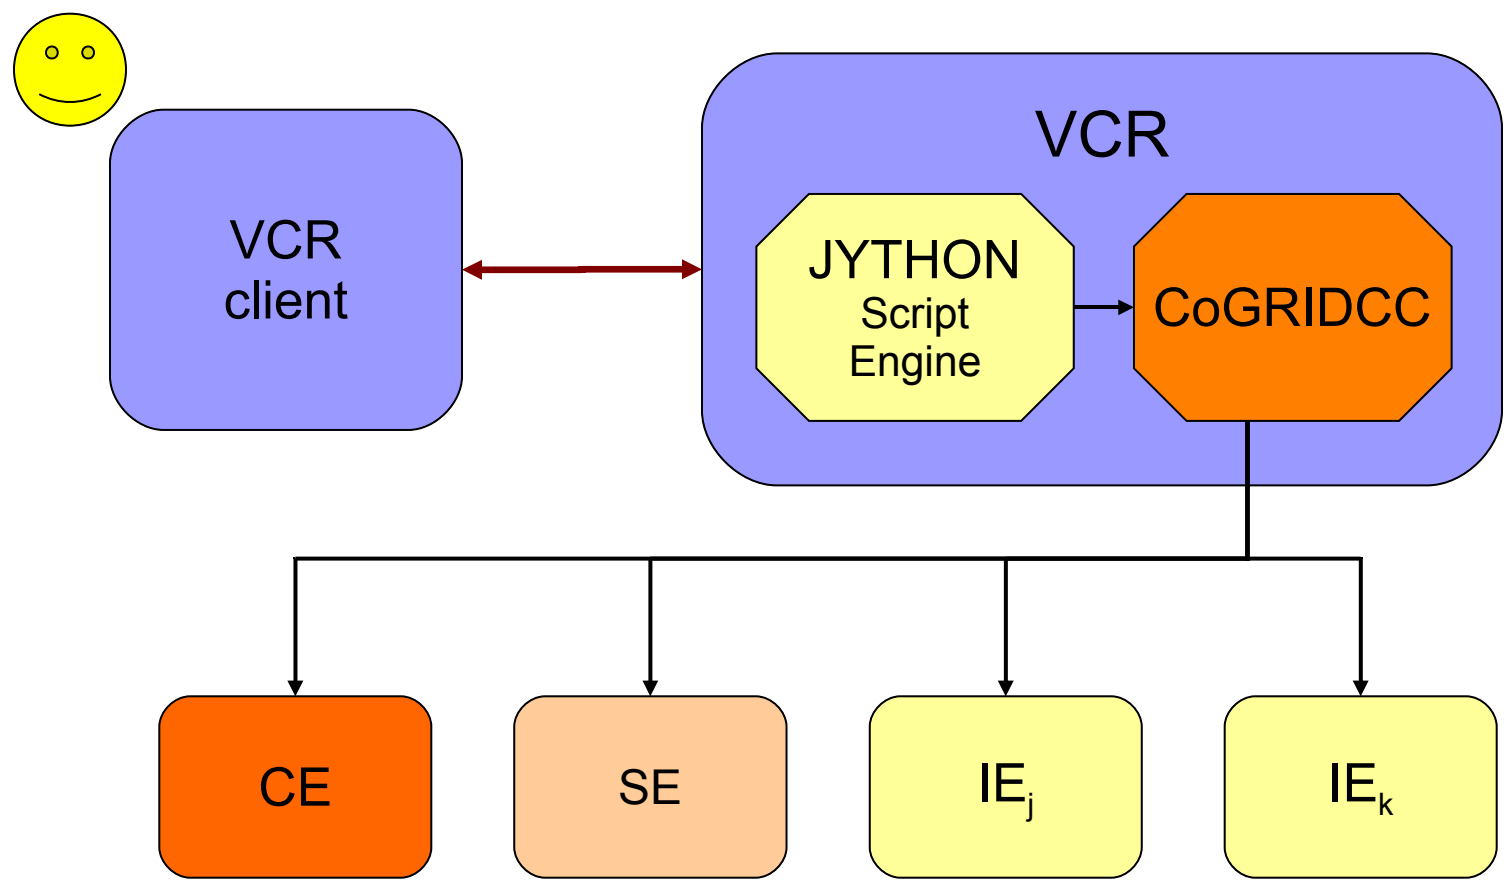 VCR
VCR
client
JYTHON
Script
Engine
CoGRIDCC
CE
SE
IEj
IEk